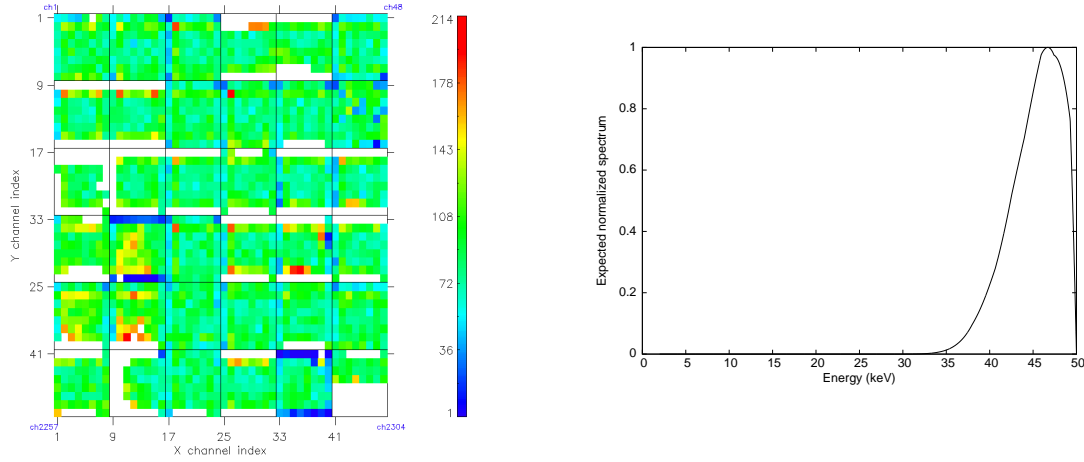 ch1 ch48
1
9
17
33
25
41
Y channel index
ch2257 ch2304
1 9 17 25 33 41
X channel index
214
178
143
108
72
36
1
Expected normalized spectrum
1
0.8
0.6
0.4
0.2
0
5 10 15 20 25 30 35 40 45 50
Energy (keV)